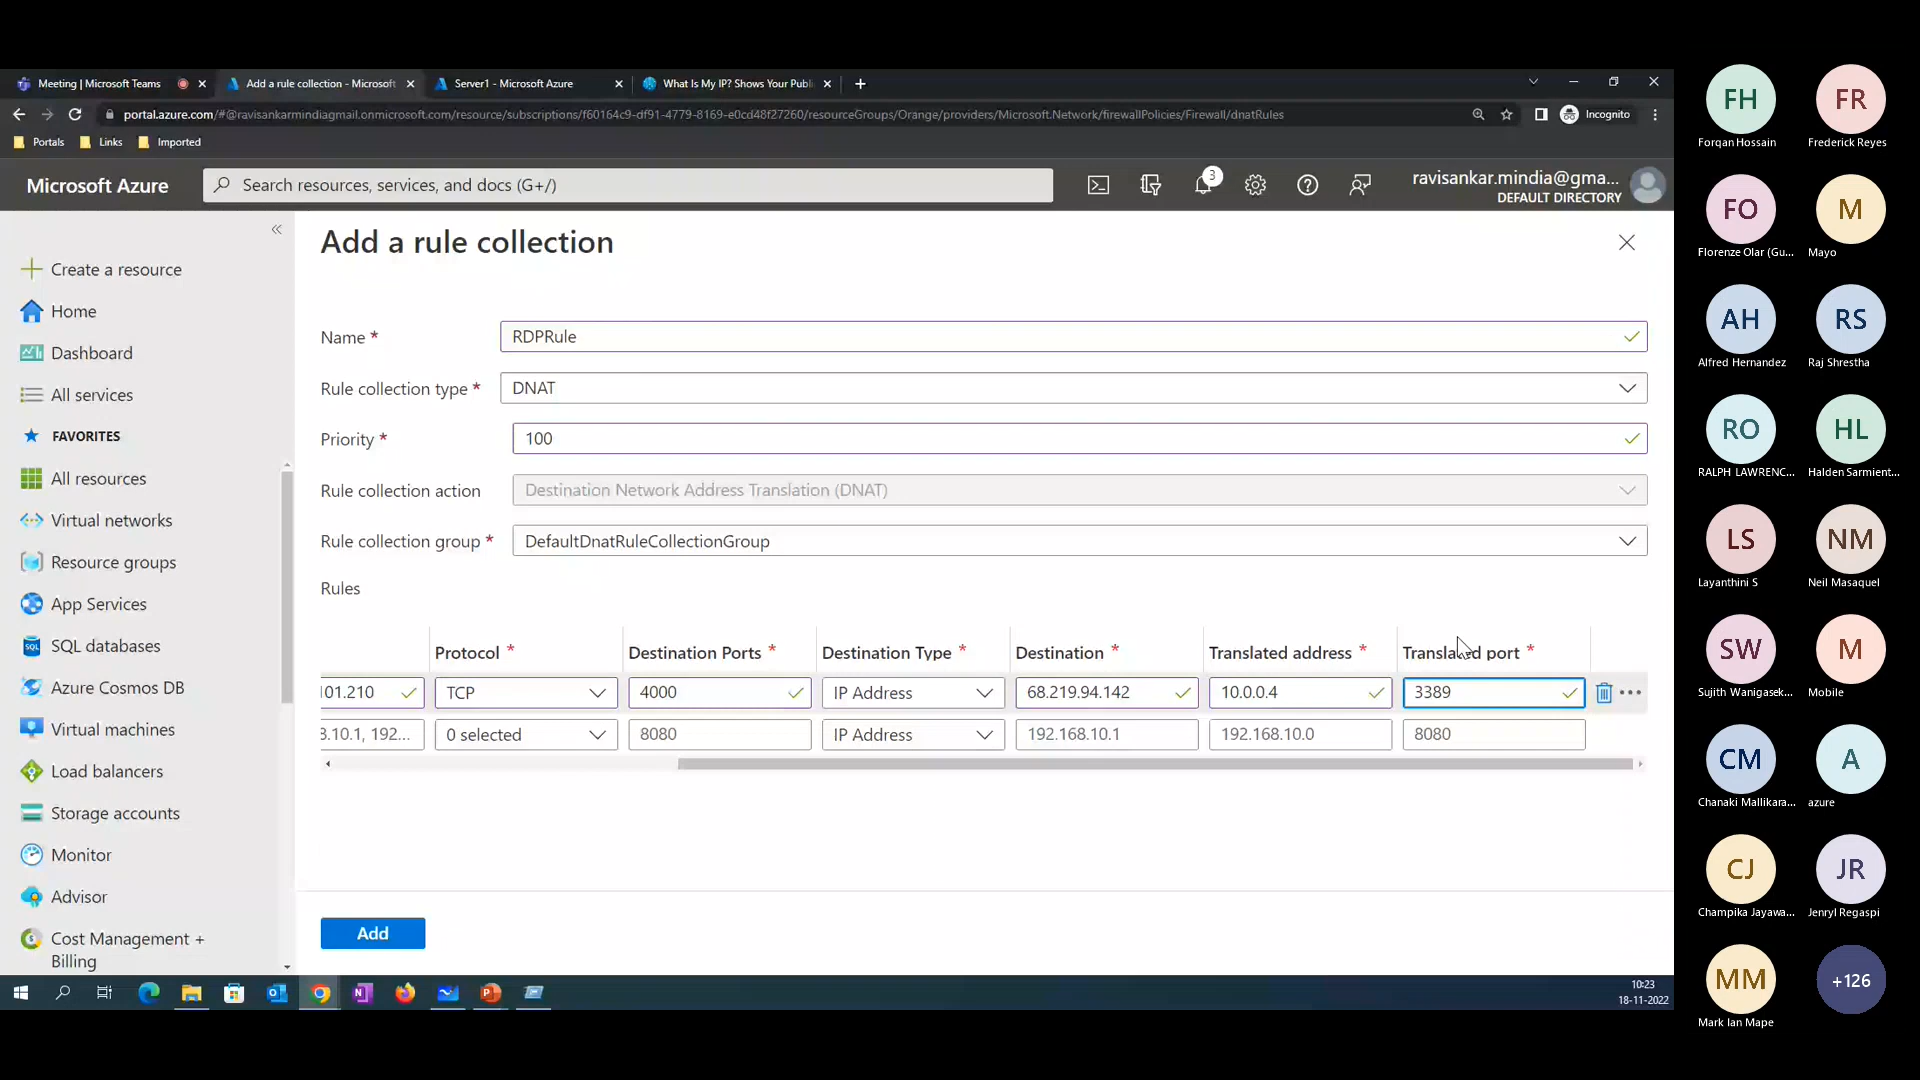 Meeting | Microsoft Teams
Add a rule collection - Microsoft
Server1 - Microsoft Azure
What Is My IP? Shows Your Publi
portal.azure.com/#@ravisankarmindiagmail.onmicrosoft.com/resource/subscriptions/f60164c9-df91-4779-8169-e0cd48f27260/resourceGroups/Orange/providers/Microsoft.Network/firewallPolicies/Firewall/dnatRules
Incognito
Portals
Links
Imported
Microsoft Azure
Search resources, services, and docs (G+/)
3
ravisankar.mindia@gma...
DEFAULT DIRECTORY
«
Create a resource
Home
Dashboard
All services
FAVORITES
All resources
Virtual networks
Resource groups
App Services
SQL databases
Azure Cosmos DB
Virtual machines
Load balancers
Storage accounts
Monitor
Advisor
Cost Management +
Billing
Add a rule collection
Name *
RDPRule
Rule collection type *
DNAT
Priority *
100
Rule collection action
Destination Network Address Translation (DNAT)
Rule collection group *
DefaultDnatRuleCollectionGroup
Rules
Protocol * Destination Ports * Destination Type * Destination * Translated address * Translated port *
101.210 TCP 4000 IP Address 68.219.94.142 10.0.0.4 3389
8.10.1, 192... 0 selected 8080 IP Address 192.168.10.1 192.168.10.0 8080
Add
10:23
18-11-2022
FH
Forqan Hossain
FR
Frederick Reyes
FO
Florenze Olar (Gu...
M
Mayo
AH
Alfred Hernandez
RS
Raj Shrestha
RO
RALPH LAWRENC...
HL
Halden Sarmient...
LS
Layanthini S
NM
Neil Masaquel
SW
Sujith Wanigasek...
M
Mobile
CM
Chanaki Mallikara...
A
azure
CJ
Champika Jayawa...
JR
Jenryl Regaspi
MM
Mark Ian Mape
+126